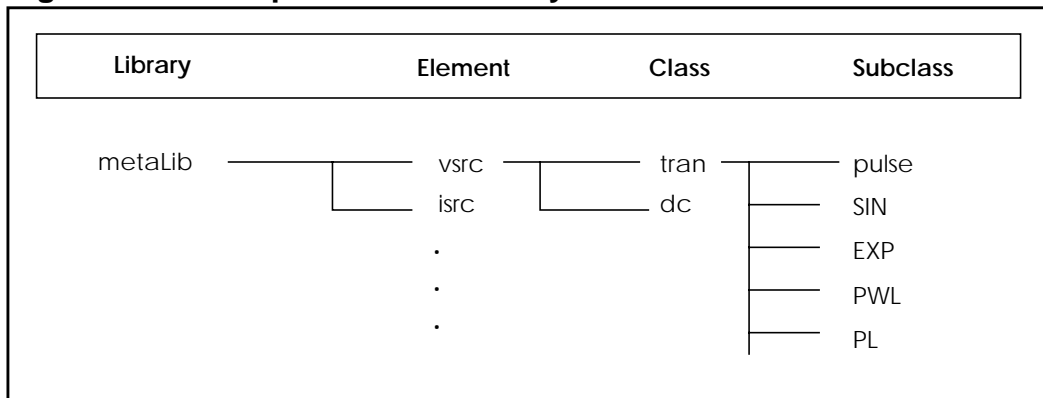 Library Element Class Subclass
metaLib vsrc tran pulse
isrc dc SIN
. EXP
. PWL
. PL